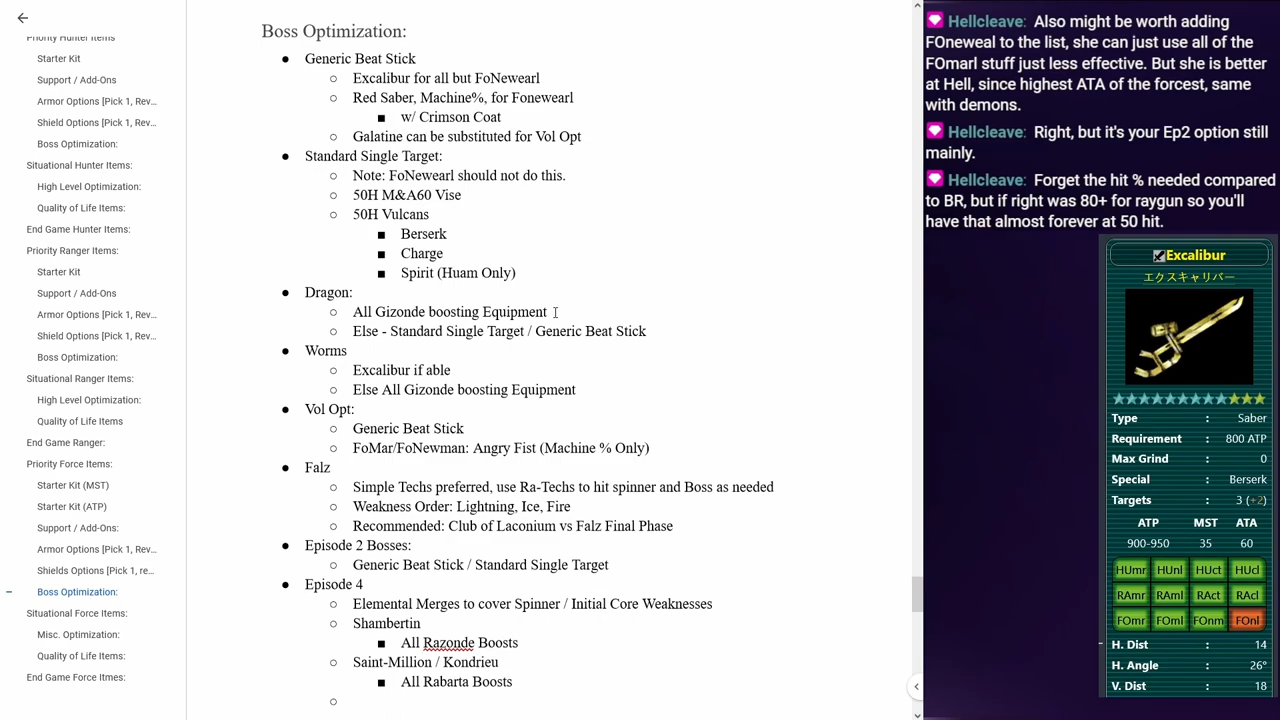 Priority Hunter Items
Starter Kit
Support / Add-Ons
Armor Options [Pick 1, Rev...
Shield Options [Pick 1, Rev...
Boss Optimization:
Situational Hunter Items:
High Level Optimization:
Quality of Life Items:
End Game Hunter Items:
Priority Ranger Items:
Starter Kit
Support / Add-Ons
Armor Options [Pick 1, Rev...
Shield Options [Pick 1, Rev...
Boss Optimization:
Situational Ranger Items:
High Level Optimization:
Quality of Life Items
End Game Ranger:
Priority Force Items:
Starter Kit (MST)
Starter Kit (ATP)
Support / Add-Ons:
Armor Options [Pick 1, Rev...
Shields Options [Pick 1, re...
Boss Optimization:
Situational Force Items:
Misc. Optimization:
Quality of Life Items:
End Game Force Itmes:
Boss Optimization:
● Generic Beat Stick
○ Excalibur for all but FoNewearl
○ Red Saber, Machine%, for Fonewearl
■ w/ Crimson Coat
○ Galatine can be substituted for Vol Opt
● Standard Single Target:
○ Note: FoNewearl should not do this.
○ 50H M&A60 Vise
○ 50H Vulcans
■ Berserk
■ Charge
■ Spirit (Huam Only)
● Dragon:
○ All Gizonde boosting Equipment
○ Else - Standard Single Target / Generic Beat Stick
● Worms
○ Excalibur if able
○ Else All Gizonde boosting Equipment
● Vol Opt:
○ Generic Beat Stick
○ FoMar/FoNewman: Angry Fist (Machine % Only)
● Falz
○ Simple Techs preferred, use Ra-Techs to hit spinner and Boss as needed
○ Weakness Order: Lightning, Ice, Fire
○ Recommended: Club of Laconium vs Falz Final Phase
● Episode 2 Bosses:
○ Generic Beat Stick / Standard Single Target
● Episode 4
○ Elemental Merges to cover Spinner / Initial Core Weaknesses
○ Shambertin
■ All Razonde Boosts
○ Saint-Million / Kondrieu
■ All Rabarta Boosts
○
Hellcleave: Also might be worth adding
FOneweal to the list, she can just use all of the
FOmarl stuff just less effective. But she is better
at Hell, since highest ATA of the forcest, same
with demons.
Hellcleave: Right, but it's your Ep2 option still
mainly.
Hellcleave: Forget the hit % needed compared
to BR, but if right was 80+ for raygun so you'll
have that almost forever at 50 hit.
Excalibur
エクスキャリバー
★★★★★★★★★★★★
Type : Saber
Requirement : 800 ATP
Max Grind : 0
Special : Berserk
Targets : 3 (+2)
ATP MST ATA
900-950 35 60
HUmr HUnl HUct HUcl
RAmr RAml RAct RAcl
FOmr FOml FOnm FOnl
H. Dist : 14
H. Angle : 26°
V. Dist : 18